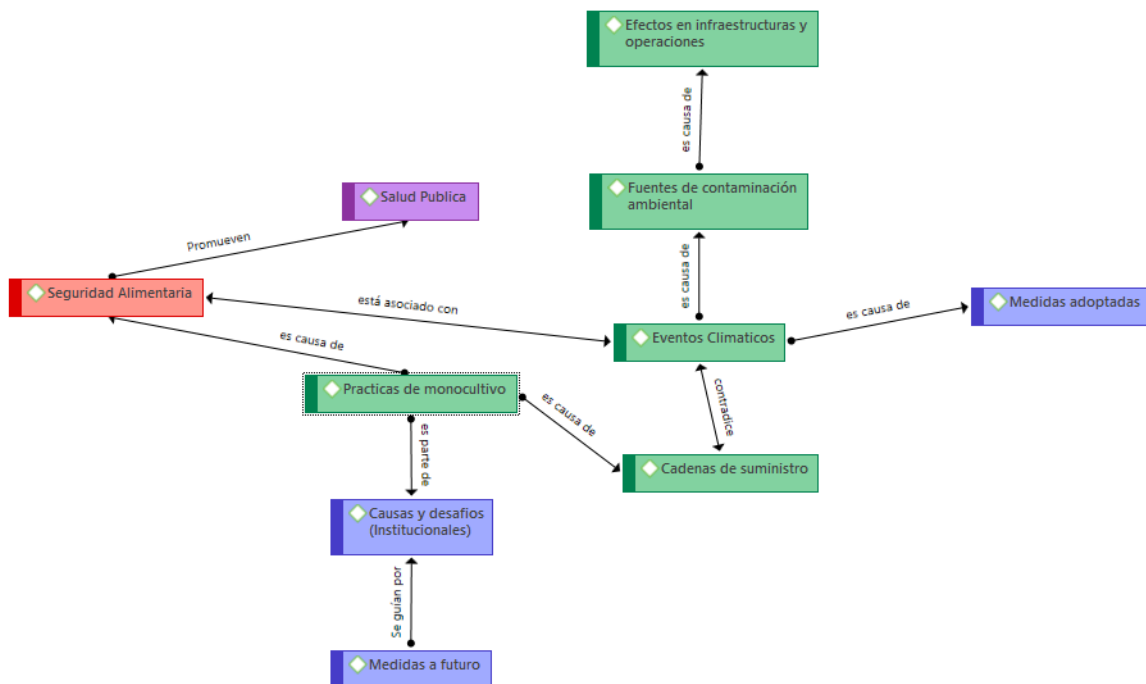 Efectos en infraestructuras y
operaciones
es causa de
Fuentes de contaminación
ambiental
Salud Publica
Promueven
es causa de
Seguridad Alimentaria
está asociado con
es causa de
Medidas adoptadas
Eventos Climaticos
es causa de
Practicas de monocultivo
es causa de
contradice
es parte de
Cadenas de suministro
Causas y desafios
(Institucionales)
Se guían por
Medidas a futuro